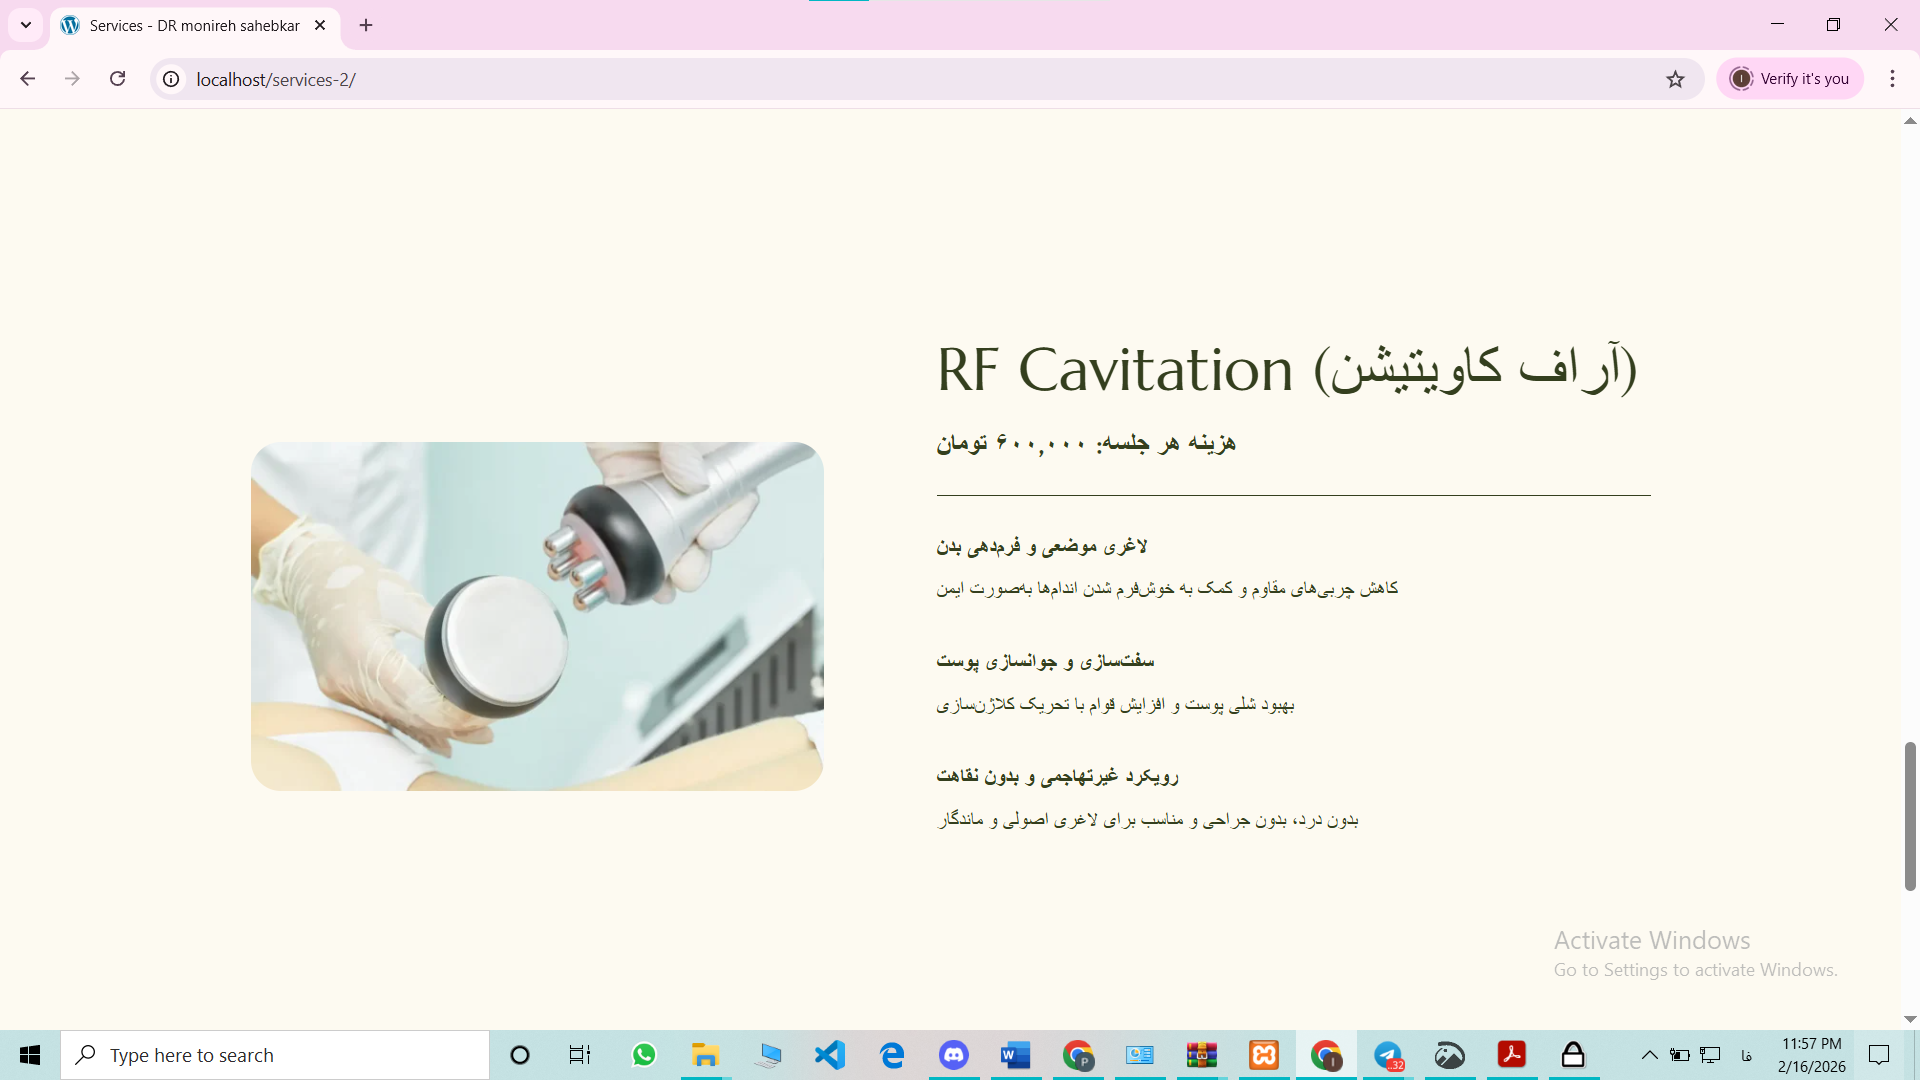 Services - DR monireh sahebkar
localhost/services-2/
Verify it's you
RF Cavitation (آراف کاویتیشن)
هزینه هر جلسه: ۶۰۰,۰۰۰ تومان
لاغری موضعی و فرم‌دهی بدن
کاهش چربی‌های مقاوم و کمک به خوش‌فرم شدن اندام‌ها به‌صورت ایمن
سفت‌سازی و جوانسازی پوست
بهبود شلی پوست و افزایش قوام با تحریک کلاژن‌سازی
رویکرد غیرتهاجمی و بدون نقاهت
بدون درد، بدون جراحی و مناسب برای لاغری اصولی و ماندگار
Activate Windows
Go to Settings to activate Windows.
Type here to search
..32
فا
11:57 PM
2/16/2026